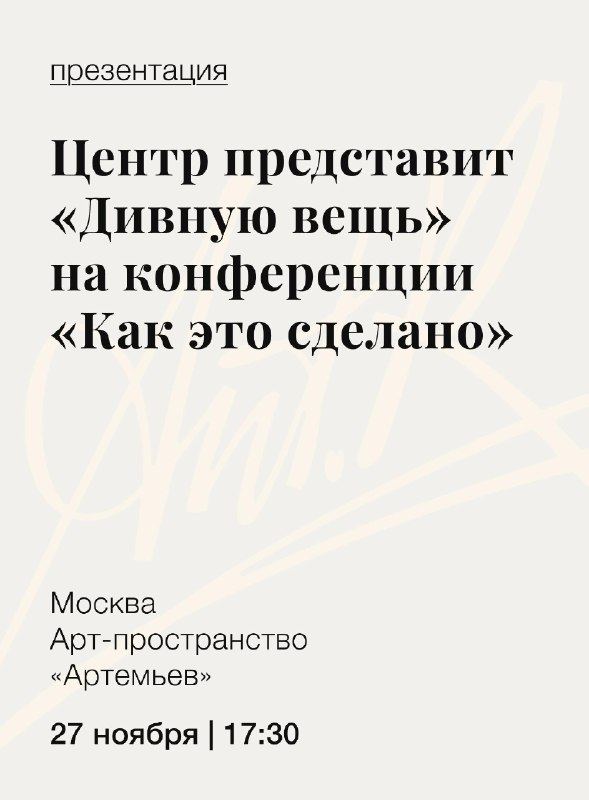 презентация
Центр представит
«Дивную вещь»
на конференции
«Как это сделано»
Москва
Арт-пространство
«Артемьев»
27 ноября | 17:30